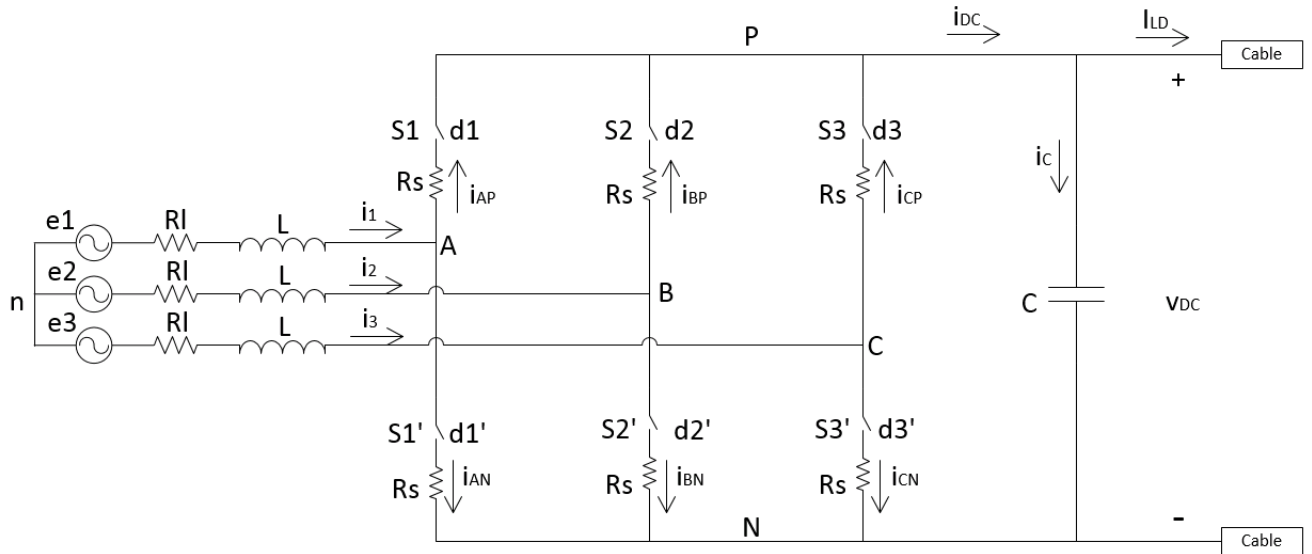 iDC
ILD
P
Cable
+
S1 d1
S2 d2
S3 d3
iC
Rs
iAP
Rs
iBP
Rs
iCP
e1
Rl
L
i1
A
e2
Rl
L
i2
n
B
C
vDC
e3
Rl
L
i3
C
S1' d1'
S2' d2'
S3' d3'
Rs
iAN
Rs
iBN
Rs
iCN
N
-
Cable